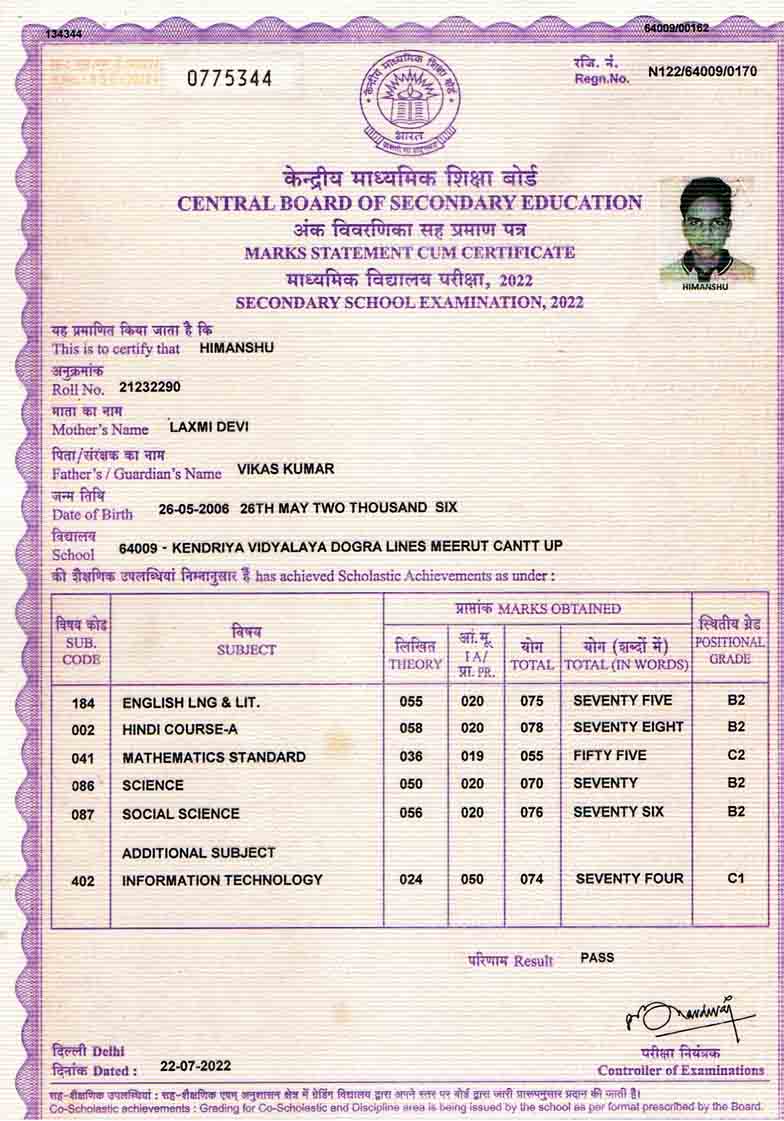 134344
64009/00162
0775344
रजि. नं.
Regn.No. N122/64009/0170
केन्द्रीय माध्यमिक शिक्षा बोर्ड
भारत
केन्द्रीय माध्यमिक शिक्षा बोर्ड
CENTRAL BOARD OF SECONDARY EDUCATION
अंक विवरणिका सह प्रमाण पत्र
MARKS STATEMENT CUM CERTIFICATE
माध्यमिक विद्यालय परीक्षा, 2022
SECONDARY SCHOOL EXAMINATION, 2022
HIMANSHU
यह प्रमाणित किया जाता है कि
This is to certify that HIMANSHU
अनुक्रमांक
Roll No. 21232290
माता का नाम
Mother's Name LAXMI DEVI
पिता/संरक्षक का नाम
Father's / Guardian's Name VIKAS KUMAR
जन्म तिथि
Date of Birth 26-05-2006 26TH MAY TWO THOUSAND SIX
विद्यालय
School 64009 - KENDRIYA VIDYALAYA DOGRA LINES MEERUT CANTT UP
की शैक्षणिक उपलब्धियां निम्नानुसार हैं has achieved Scholastic Achievements as under :
विषय कोड
SUB.
CODE
विषय
SUBJECT
प्राप्तांक MARKS OBTAINED
लिखित
THEORY
आं.मू.
IA/
प्रा. PR.
योग
TOTAL
योग (शब्दों में)
TOTAL (IN WORDS)
स्थितीय ग्रेड
POSITIONAL
GRADE
184 ENGLISH LNG & LIT. 055 020 075 SEVENTY FIVE B2
002 HINDI COURSE-A 058 020 078 SEVENTY EIGHT B2
041 MATHEMATICS STANDARD 036 019 055 FIFTY FIVE C2
086 SCIENCE 050 020 070 SEVENTY B2
087 SOCIAL SCIENCE 056 020 076 SEVENTY SIX B2
ADDITIONAL SUBJECT
402 INFORMATION TECHNOLOGY 024 050 074 SEVENTY FOUR C1
परिणाम Result PASS
दिल्ली Delhi
दिनांक Dated : 22-07-2022
परीक्षा नियंत्रक
Controller of Examinations
सह-शैक्षणिक उपलब्धियां : सह-शैक्षणिक एवम् अनुशासन क्षेत्र में ग्रेडिंग विद्यालय द्वारा अपने स्तर पर बोर्ड द्वारा जारी प्रारूपनुसार प्रदान की जाती है।
Co-Scholastic achievements : Grading for Co-Scholastic and Discipline area is being issued by the school as per format prescribed by the Board.